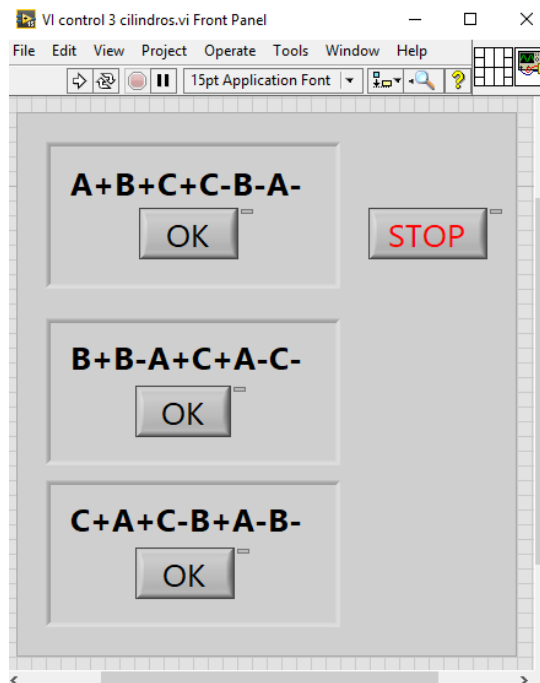 VI control 3 cilindros.vi Front Panel
File Edit View Project Operate Tools Window Help
15pt Application Font
A+B+C+C-B-A-
OK
STOP
B+B-A+C+A-C-
OK
C+A+C-B+A-B-
OK